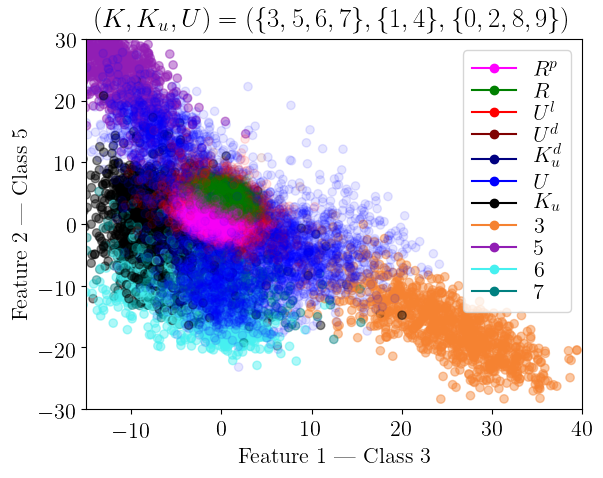 (K, K_u, U) = ({3, 5, 6, 7}, {1, 4}, {0, 2, 8, 9})
30
20
10
0
−10
−20
−30
Feature 2 — Class 5
R^p
R
U^l
U^d
K_u^d
U
K_u
3
5
6
7
−10
0
10
20
30
40
Feature 1 — Class 3